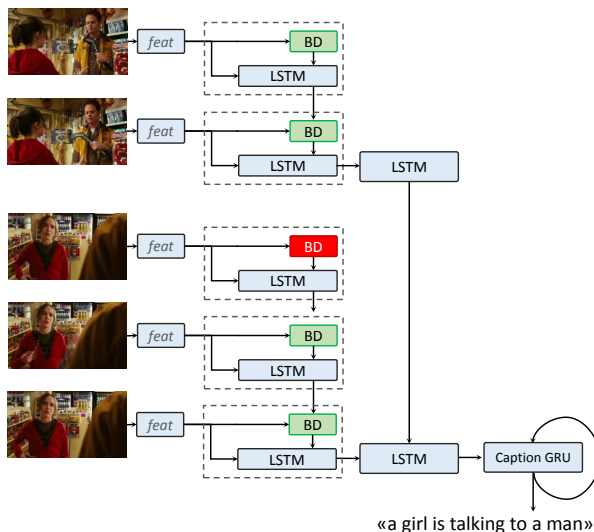 feat
BD
LSTM
feat
BD
LSTM
LSTM
feat
BD
LSTM
feat
BD
LSTM
feat
BD
LSTM
LSTM
Caption GRU
«a girl is talking to a man»